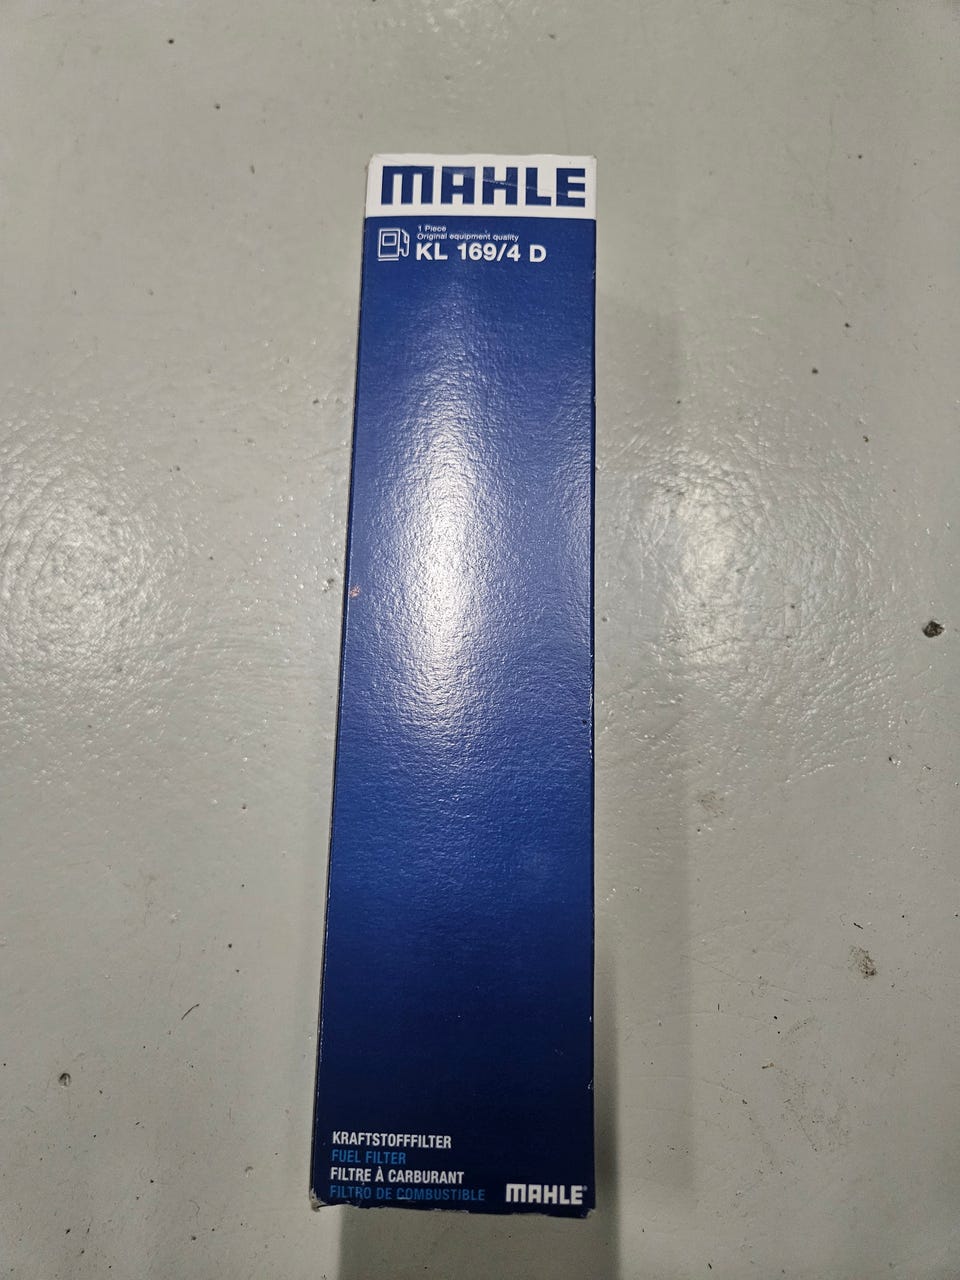 MAHLE
1 Piece
Original equipment quality
KL 169/4 D
KRAFTSTOFFFILTER
FUEL FILTER
FILTRE À CARBURANT
FILTRO DE COMBUSTIBLE
MAHLE